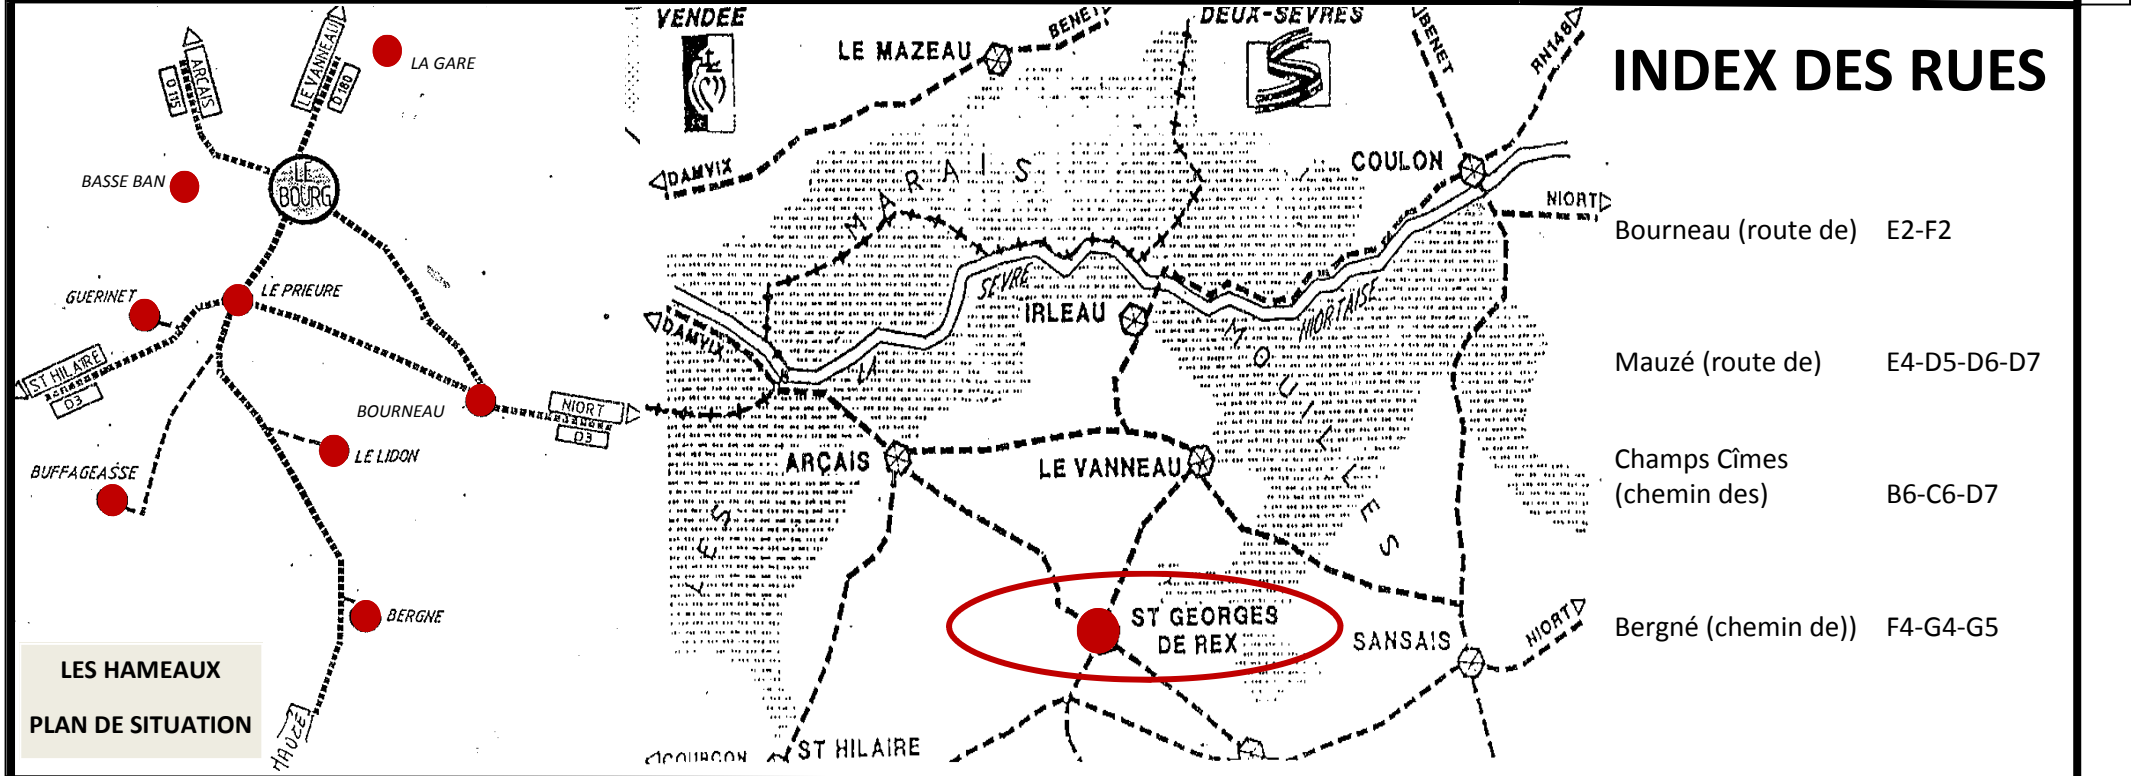 ARÇAIS
D 115
LE VANNEAU
D 180
LA GARE
BASSE BAN
LE
BOURG
GUERINET
LE PRIEURE
ST HILAIRE
D3
BOURNEAU
NIORT
D3
LE LIDON
BUFFAGEASSE
BERGNE
MAUZE
LES HAMEAUX
PLAN DE SITUATION
VENDEE
DEUX-SEVRES
LE MAZEAU
BENET
BENET
RN148
DAMVIX
MARAIS
COULON
NIORT
SEVRE
IRLEAU
NIORTAISE
DAMVIX
LA
MOUILLES
ARÇAIS
LE VANNEAU
LES
ST GEORGES
DE REX
SANSAIS
NIORT
COURCON
ST HILAIRE
INDEX DES RUES
Bourneau (route de) E2-F2
Mauzé (route de) E4-D5-D6-D7
Champs Cîmes
(chemin des) B6-C6-D7
Bergné (chemin de)) F4-G4-G5